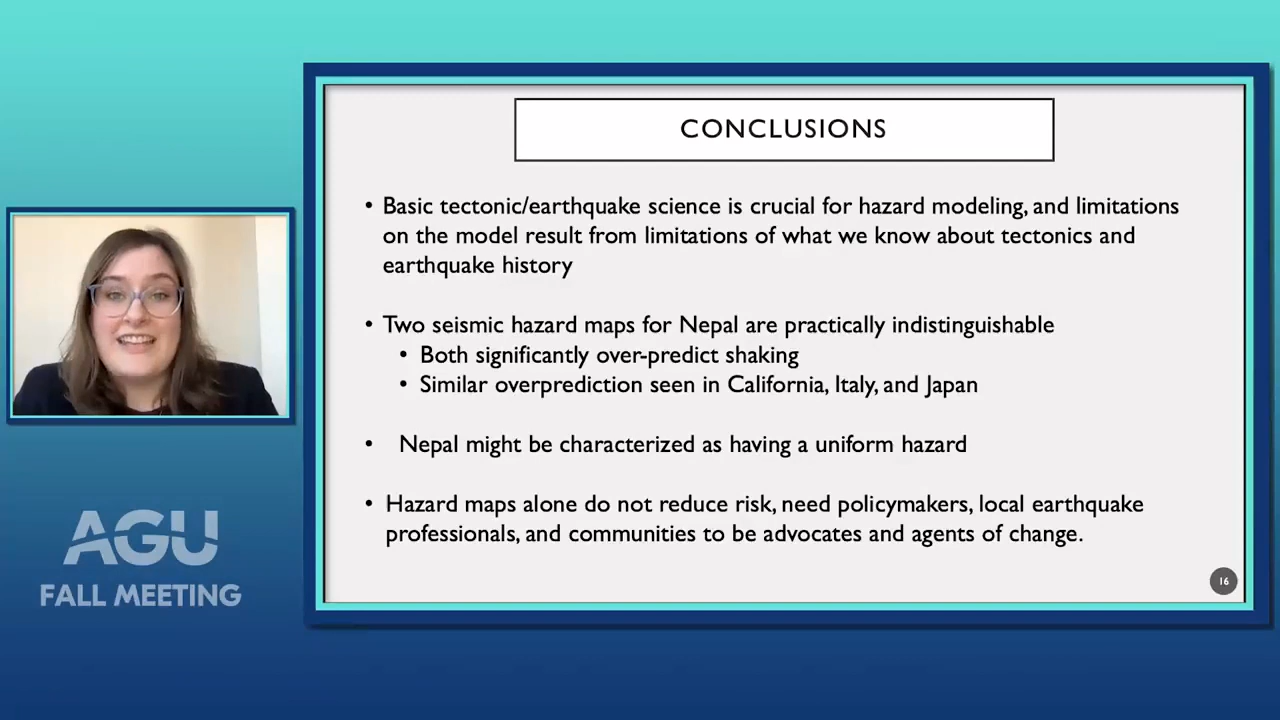 CONCLUSIONS
• Basic tectonic/earthquake science is crucial for hazard modeling, and limitations
on the model result from limitations of what we know about tectonics and
earthquake history
• Two seismic hazard maps for Nepal are practically indistinguishable
• Both significantly over-predict shaking
• Similar overprediction seen in California, Italy, and Japan
• Nepal might be characterized as having a uniform hazard
• Hazard maps alone do not reduce risk, need policymakers, local earthquake
professionals, and communities to be advocates and agents of change.
16
AGU
FALL MEETING